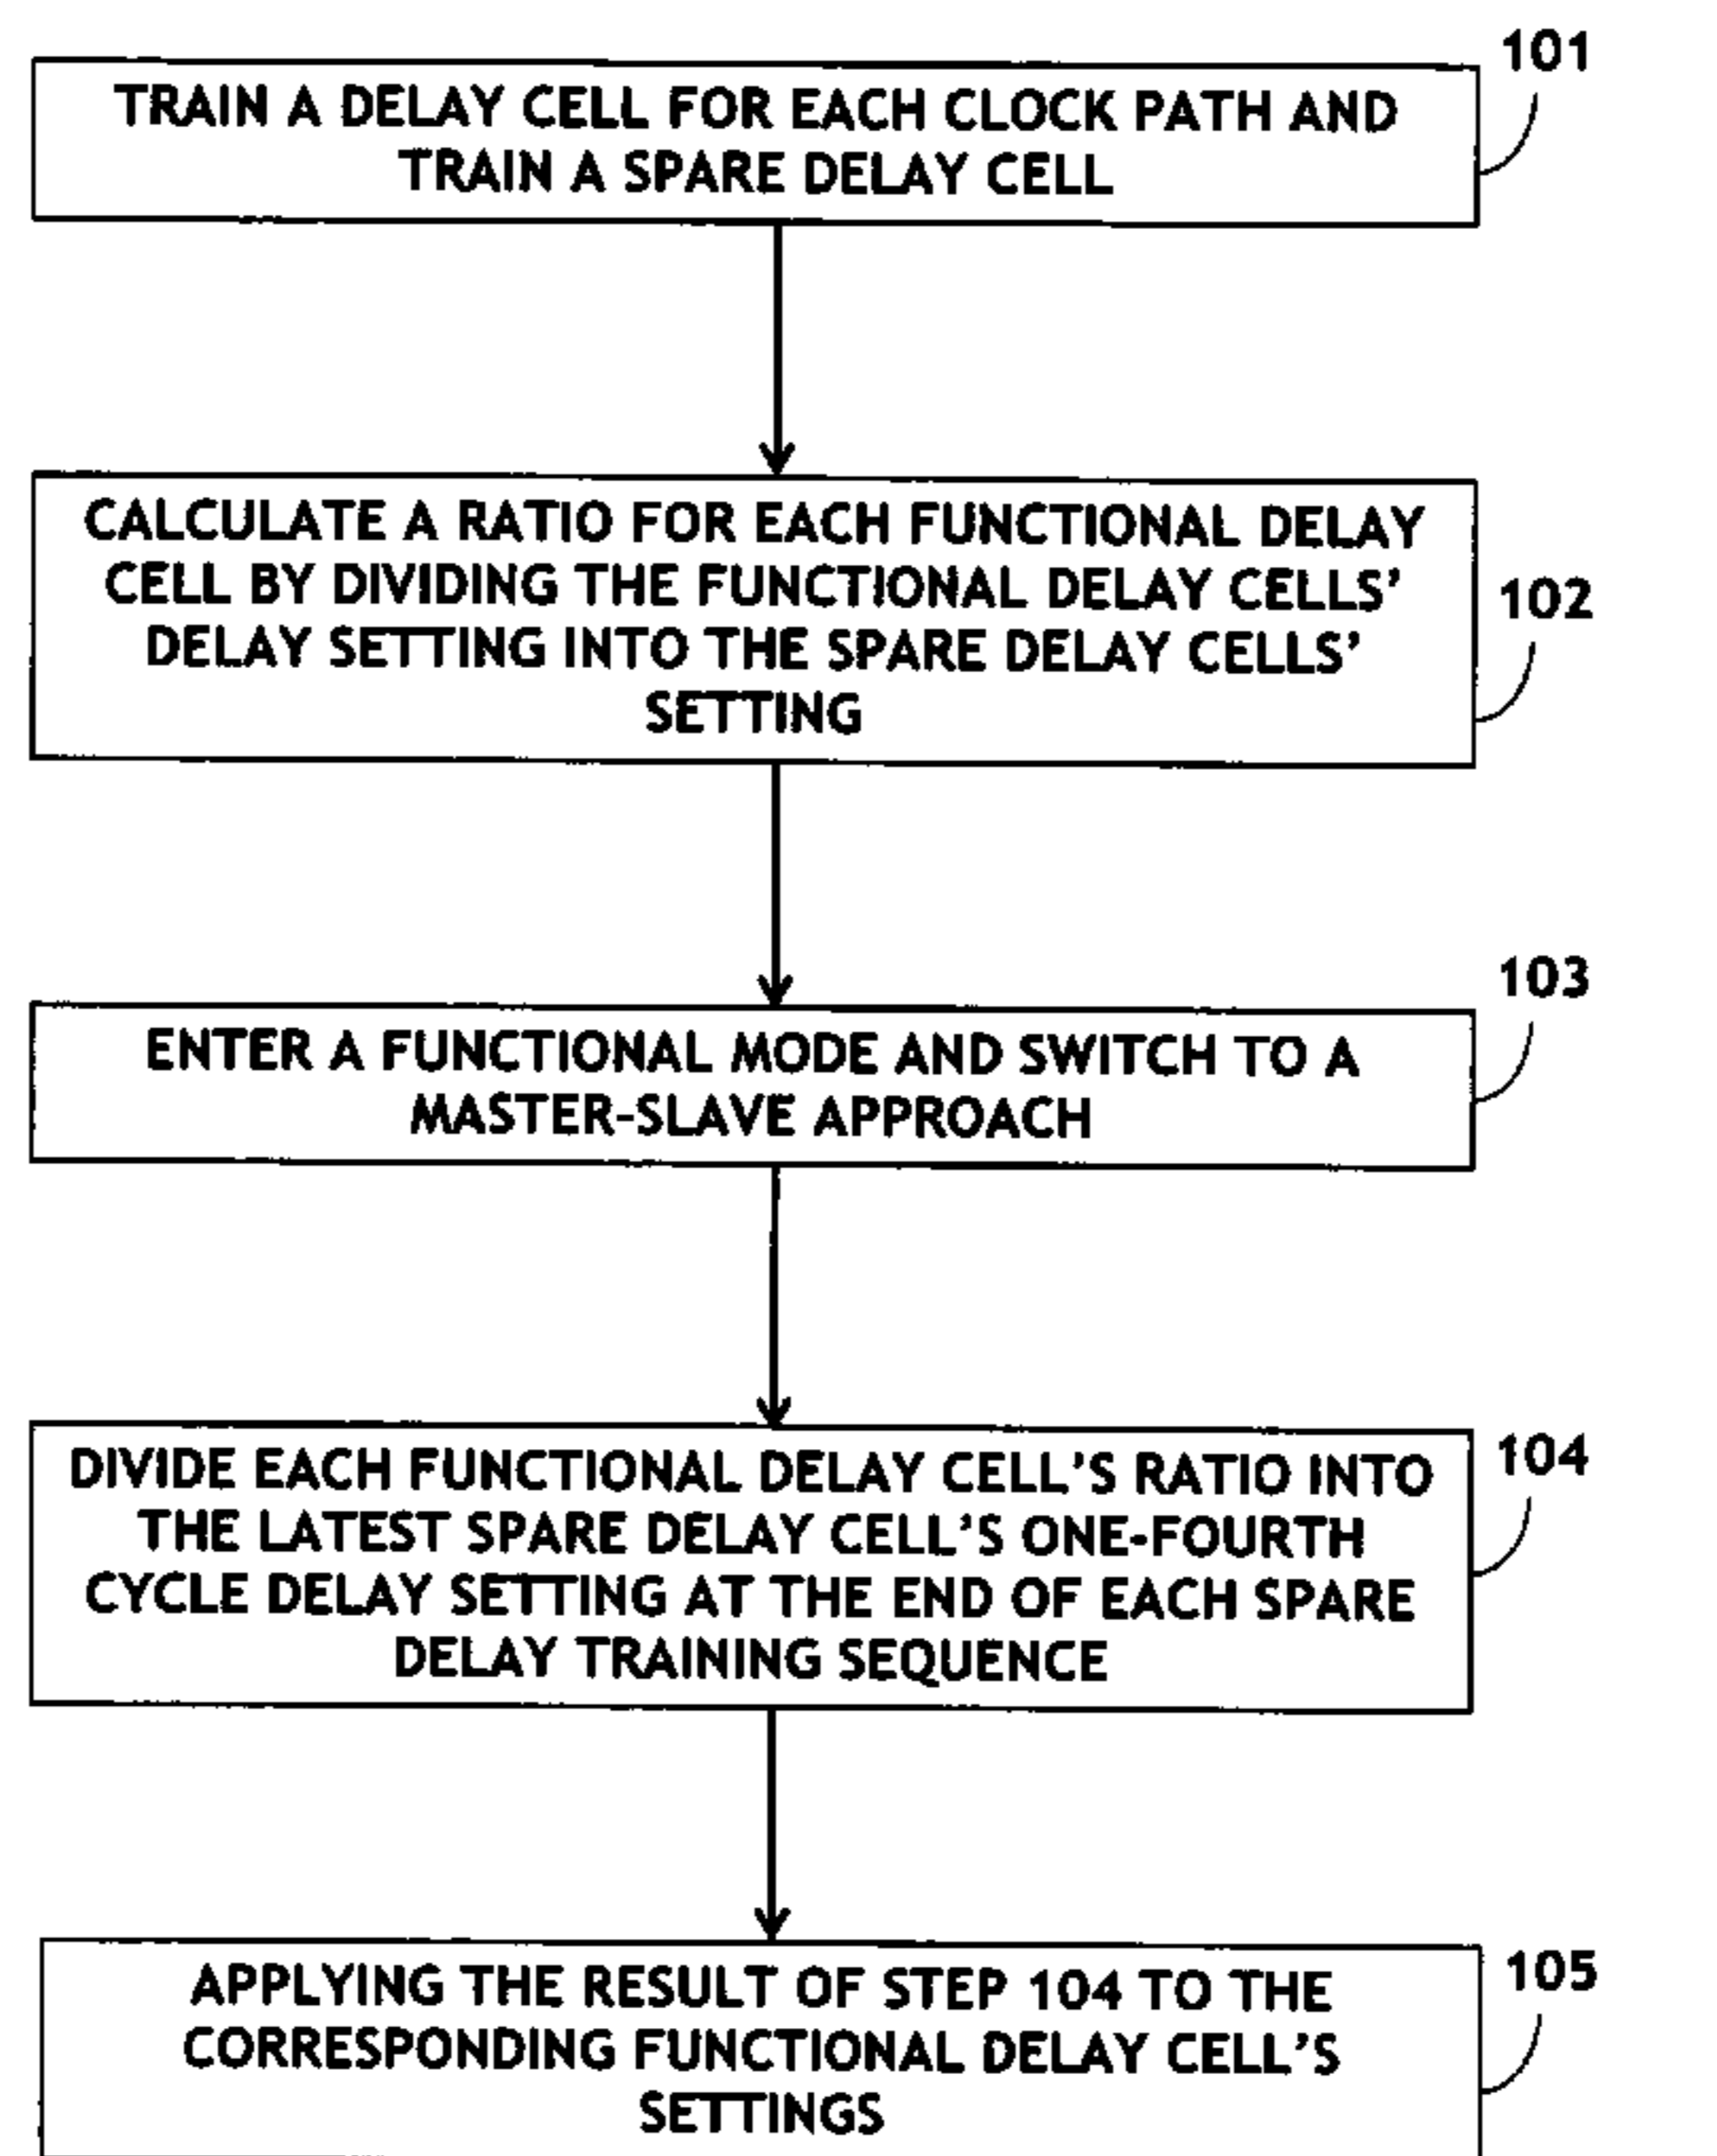 101
TRAIN A DELAY CELL FOR EACH CLOCK PATH AND
TRAIN A SPARE DELAY CELL
CALCULATE A RATIO FOR EACH FUNCTIONAL DELAY
CELL BY DIVIDING THE FUNCTIONAL DELAY CELLS’
DELAY SETTING INTO THE SPARE DELAY CELLS’
SETTING
102
103
ENTER A FUNCTIONAL MODE AND SWITCH TO A
MASTER-SLAVE APPROACH
104
DIVIDE EACH FUNCTIONAL DELAY CELL’S RATIO INTO
THE LATEST SPARE DELAY CELL’S ONE-FOURTH
CYCLE DELAY SETTING AT THE END OF EACH SPARE
DELAY TRAINING SEQUENCE
105
APPLYING THE RESULT OF STEP 104 TO THE
CORRESPONDING FUNCTIONAL DELAY CELL’S
SETTINGS